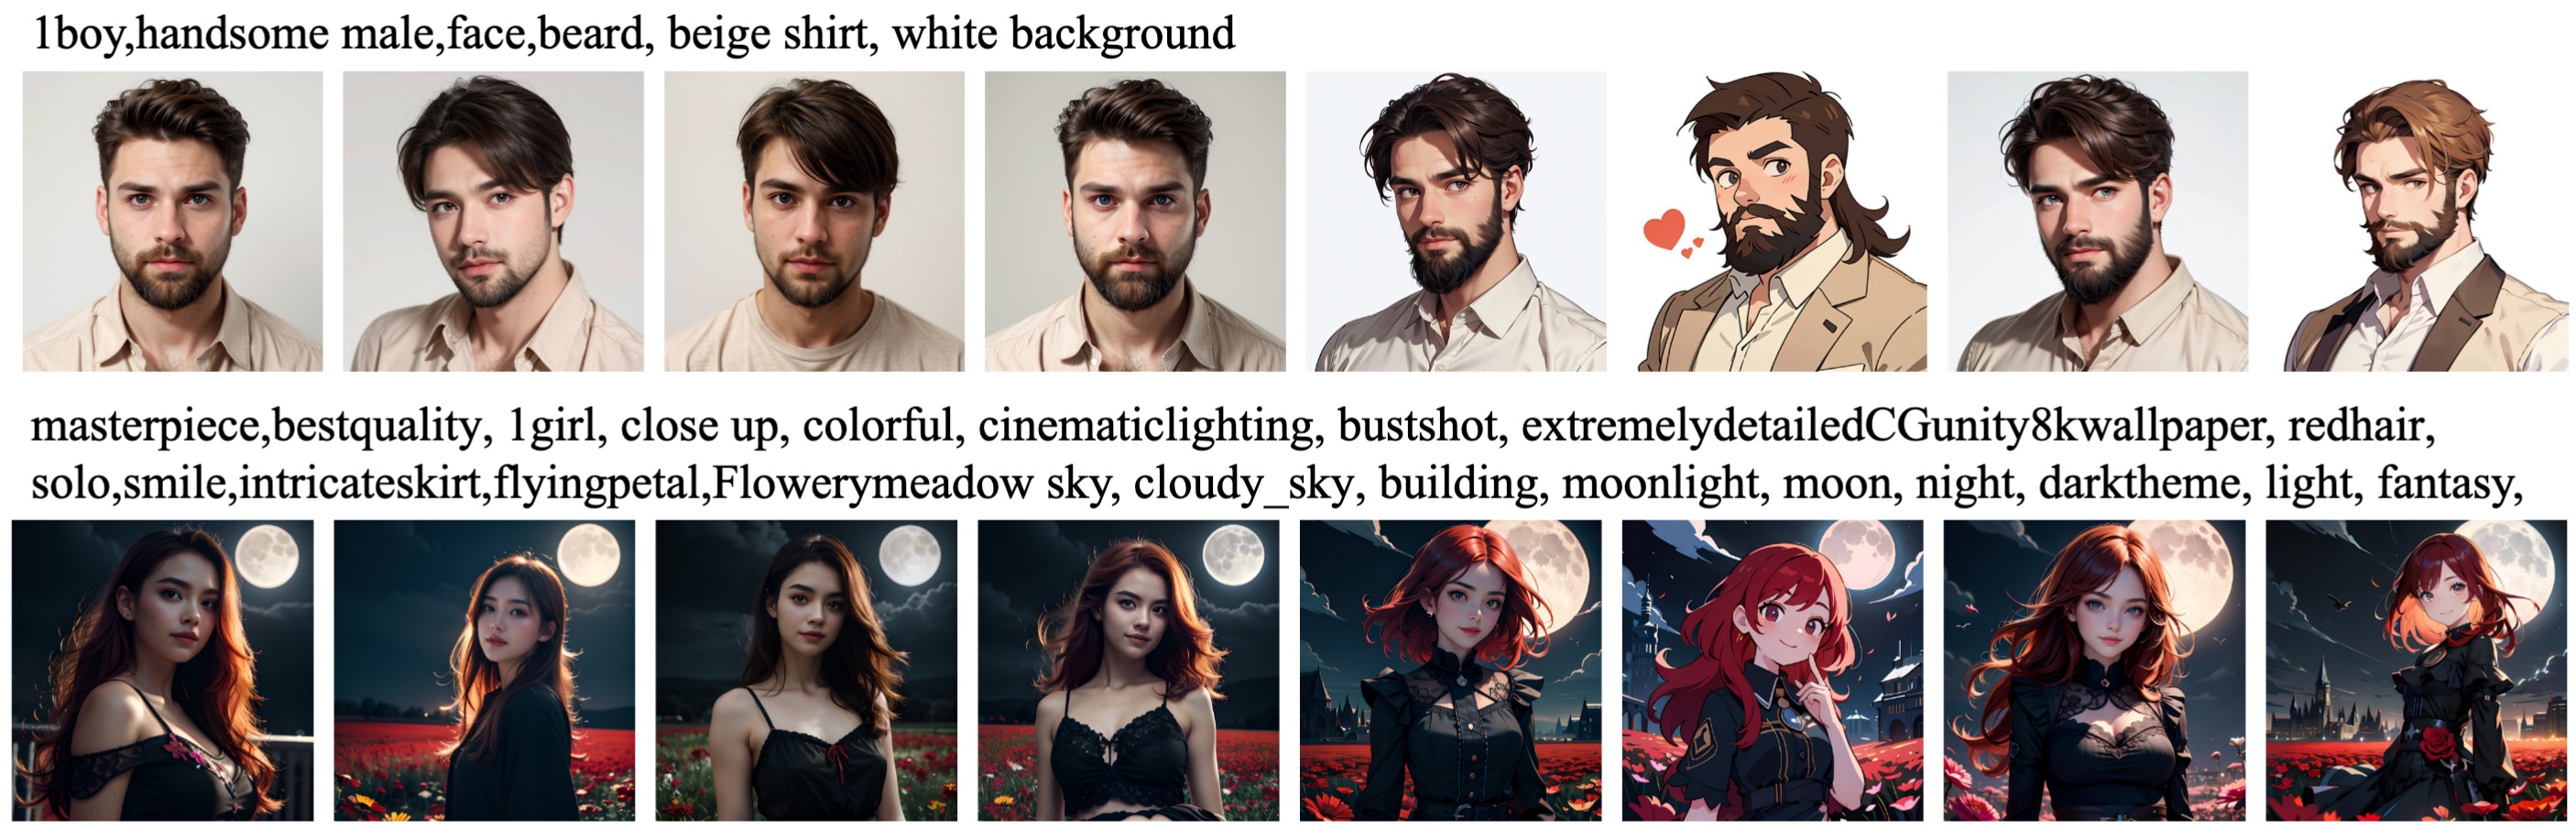 1boy,handsome male,face,beard, beige shirt, white background
masterpiece,bestquality, 1girl, close up, colorful, cinematiclighting, bustshot, extremelydetailedCGunity8kwallpaper, redhair,
solo,smile,intricateskirt,flyingpetal,Flowerymeadow sky, cloudy_sky, building, moonlight, moon, night, darktheme, light, fantasy,